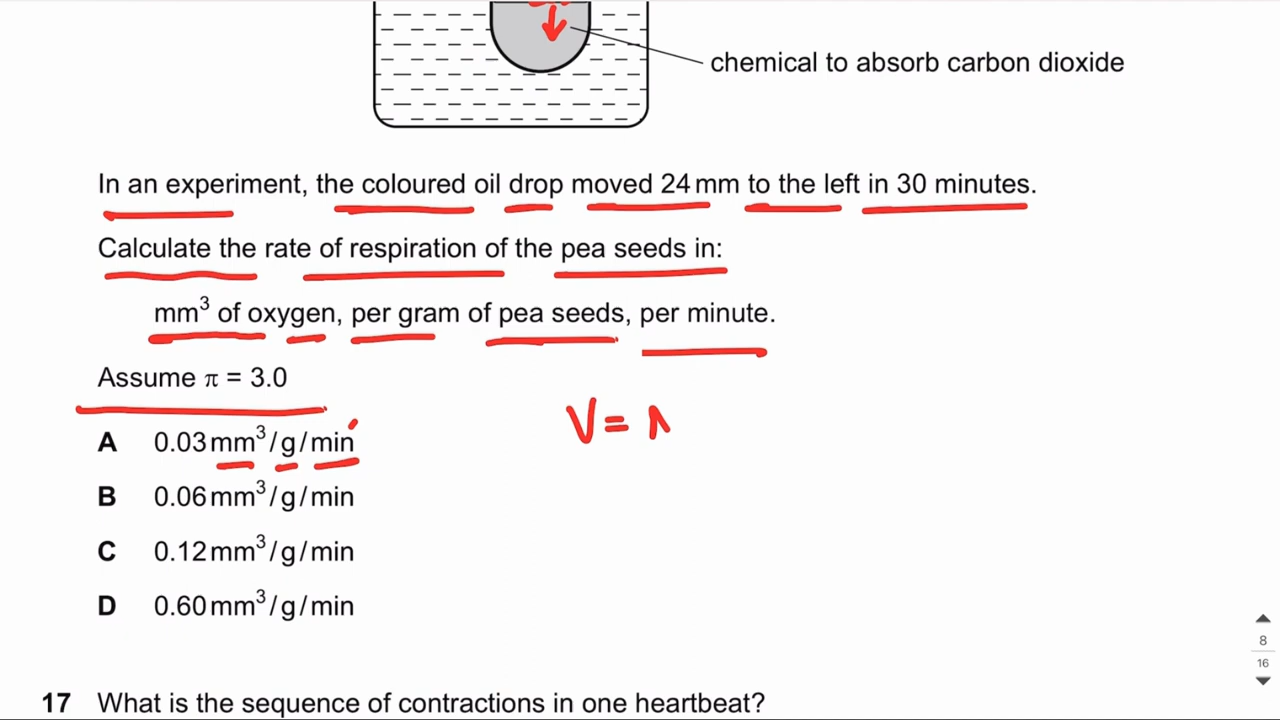 chemical to absorb carbon dioxide
In an experiment, the coloured oil drop moved 24 mm to the left in 30 minutes.
Calculate the rate of respiration of the pea seeds in:
mm³ of oxygen, per gram of pea seeds, per minute.
Assume π = 3.0
V =
A 0.03 mm³/g/min
B 0.06 mm³/g/min
C 0.12 mm³/g/min
D 0.60 mm³/g/min
8
16
17 What is the sequence of contractions in one heartbeat?